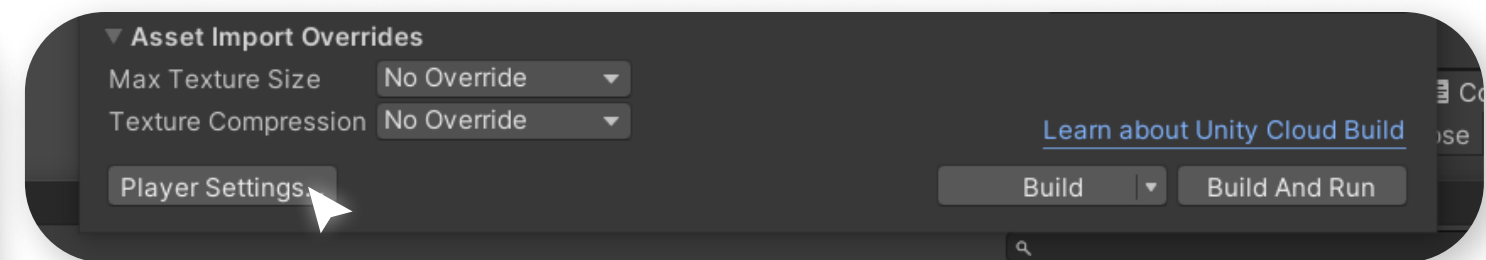 Asset Import Overrides
Max Texture Size No Override
Texture Compression No Override
Learn about Unity Cloud Build
Player Settings... Build Build And Run